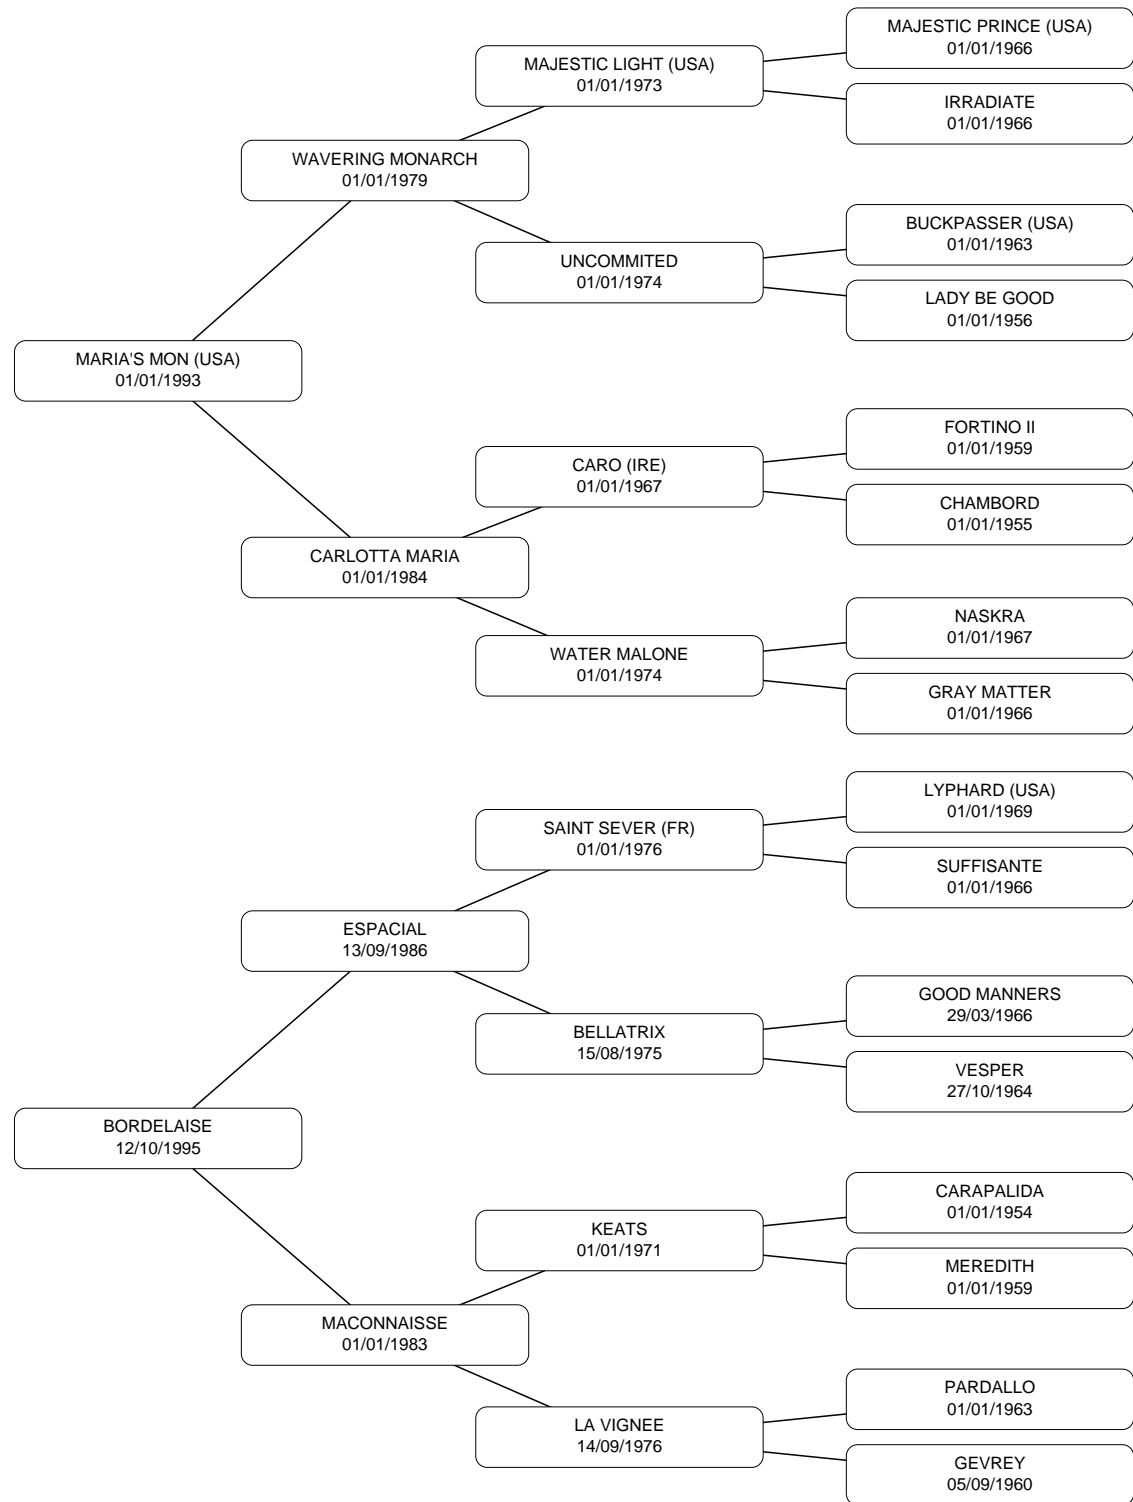 MAJESTIC PRINCE (USA)
01/01/1966
MAJESTIC LIGHT (USA)
01/01/1973
IRRADIATE
01/01/1966
WAVERING MONARCH
01/01/1979
BUCKPASSER (USA)
01/01/1963
UNCOMMITED
01/01/1974
LADY BE GOOD
01/01/1956
MARIA'S MON (USA)
01/01/1993
FORTINO II
01/01/1959
CARO (IRE)
01/01/1967
CHAMBORD
01/01/1955
CARLOTTA MARIA
01/01/1984
NASKRA
01/01/1967
WATER MALONE
01/01/1974
GRAY MATTER
01/01/1966
LYPHARD (USA)
01/01/1969
SAINT SEVER (FR)
01/01/1976
SUFFISANTE
01/01/1966
ESPACIAL
13/09/1986
GOOD MANNERS
29/03/1966
BELLATRIX
15/08/1975
VESPER
27/10/1964
BORDELAISE
12/10/1995
CARAPALIDA
01/01/1954
KEATS
01/01/1971
MEREDITH
01/01/1959
MACONNAISSE
01/01/1983
PARDALLO
01/01/1963
LA VIGNEE
14/09/1976
GEVREY
05/09/1960